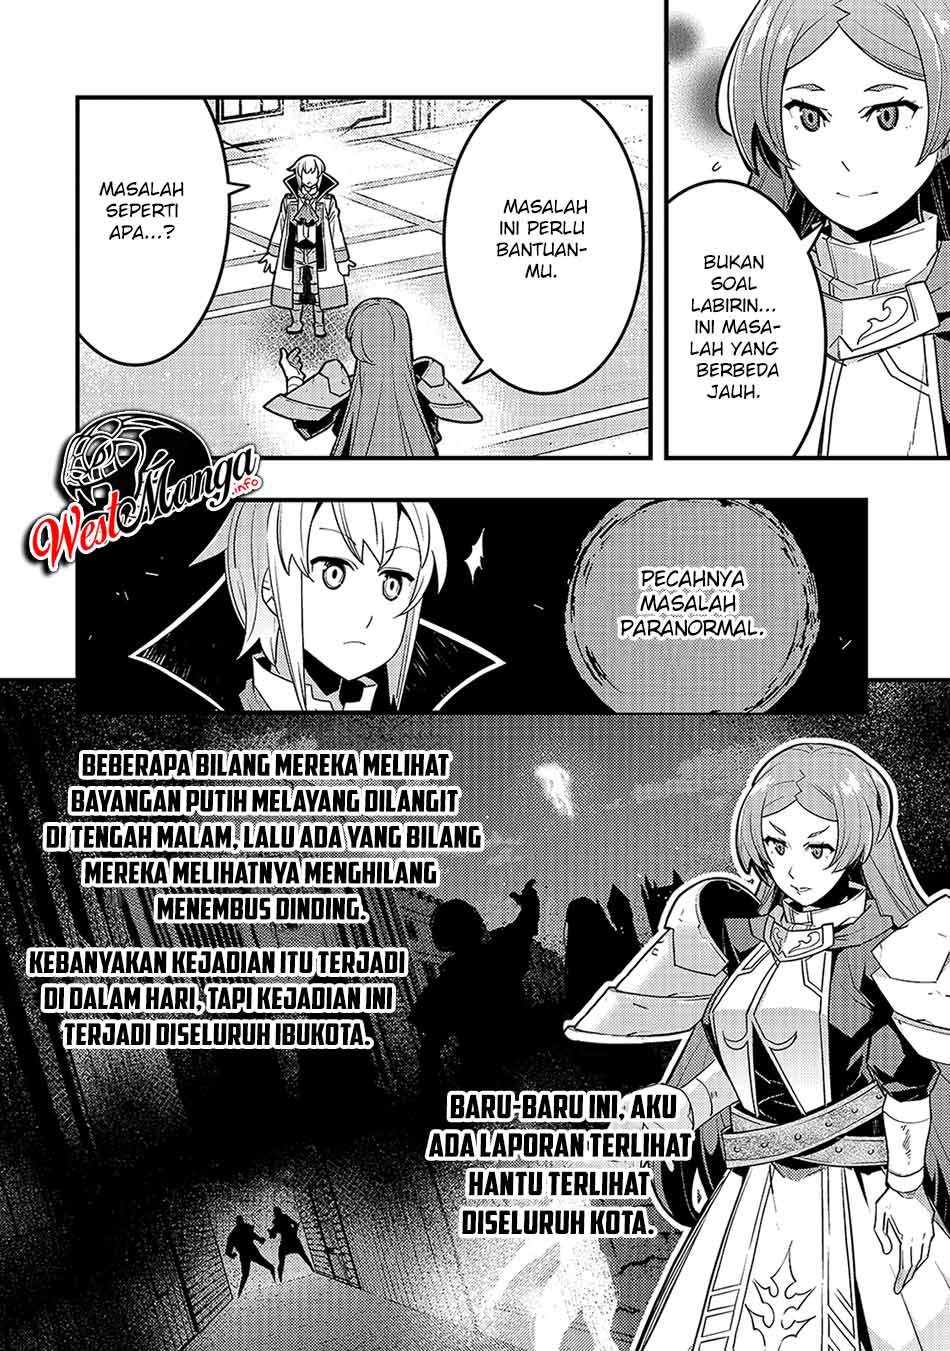 BUKAN
SOAL
LABIRIN...
INI MASA-
LAH YANG
BERBEDA
JAUH.
MASALAH
INI PERLU
BANTUAN-
MU.
MASALAH
SEPERTI
APA...?
WestManga
.info
PECAHNYA
MASALAH
PARANORMAL.
BEBERAPA BILANG MEREKA MELIHAT
BAYANGAN PUTIH MELAYANG DILANGIT
DI TENGAH MALAM, LALU ADA YANG BILANG
MEREKA MELIHATNYA MENGHILANG
MENEMBUS DINDING.
KEBANYAKAN KEJADIAN ITU TERJADI
DI DALAM HARI, TAPI KEJADIAN INI
TERJADI DISELURUH IBUKOTA.
BARU-BARU INI, AKU
ADA LAPORAN TERLIHAT
HANTU TERLIHAT
DISELURUH KOTA.